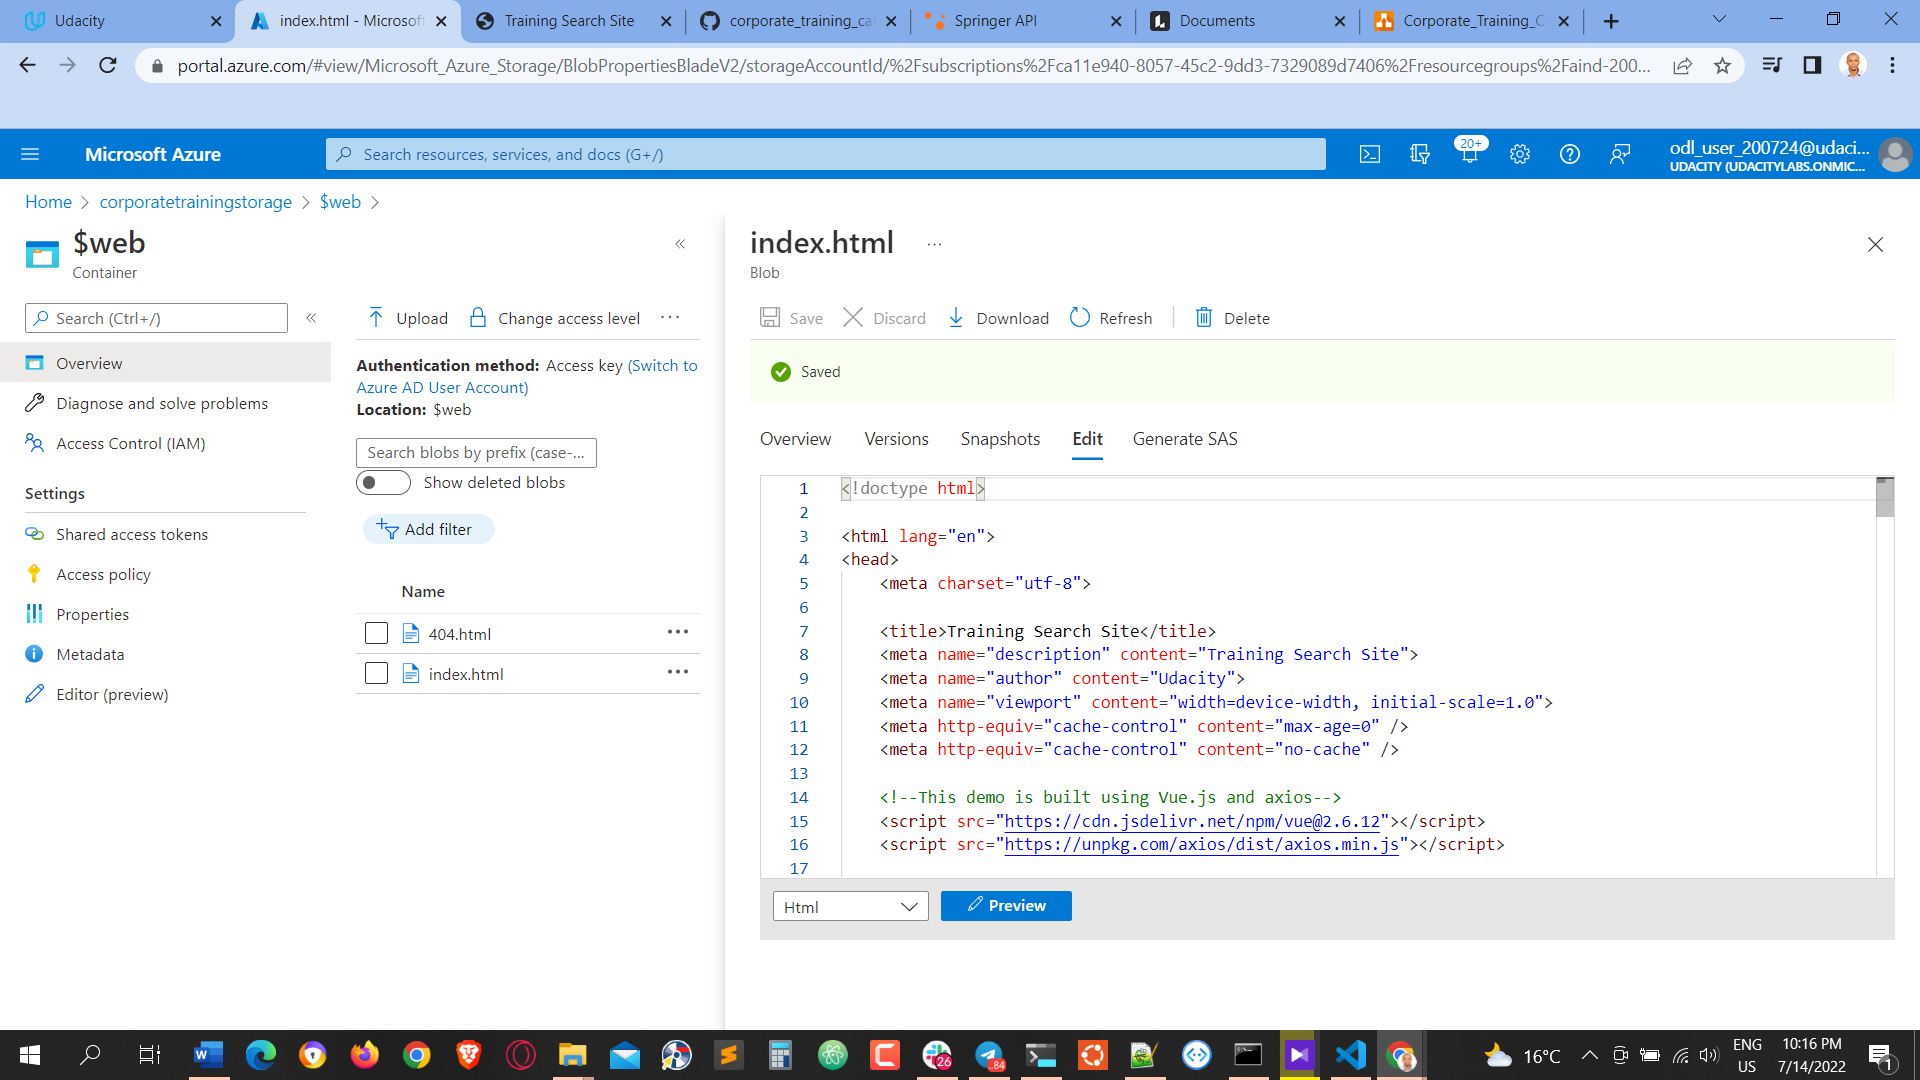 Udacity
index.html - Microsoft
Training Search Site
corporate_training_ca
Springer API
Documents
Corporate_Training_C
portal.azure.com/#view/Microsoft_Azure_Storage/BlobPropertiesBladeV2/storageAccountId/%2Fsubscriptions%2Fca11e940-8057-45c2-9dd3-7329089d7406%2Fresourcegroups%2Faind-200...
Microsoft Azure
Search resources, services, and docs (G+/)
20+
odl_user_200724@udaci...
UDACITY (UDACITYLABS.ONMIC...
Home > corporatetrainingstorage > $web >
$web
Container
Search (Ctrl+/)
Overview
Diagnose and solve problems
Access Control (IAM)
Settings
Shared access tokens
Access policy
Properties
Metadata
Editor (preview)
Upload
Change access level
Authentication method: Access key (Switch to
Azure AD User Account)
Location: $web
Search blobs by prefix (case-...
Show deleted blobs
Add filter
Name
404.html
index.html
index.html
Blob
Save
Discard
Download
Refresh
Delete
Saved
Overview
Versions
Snapshots
Edit
Generate SAS
1 <!doctype html>
2
3 <html lang="en">
4 <head>
5 <meta charset="utf-8">
6
7 <title>Training Search Site</title>
8 <meta name="description" content="Training Search Site">
9 <meta name="author" content="Udacity">
10 <meta name="viewport" content="width=device-width, initial-scale=1.0">
11 <meta http-equiv="cache-control" content="max-age=0" />
12 <meta http-equiv="cache-control" content="no-cache" />
13
14 <!--This demo is built using Vue.js and axios-->
15 <script src="https://cdn.jsdelivr.net/npm/vue@2.6.12"></script>
16 <script src="https://unpkg.com/axios/dist/axios.min.js"></script>
17
Html
Preview
26
..84
16°C
ENG
US
10:16 PM
7/14/2022
1